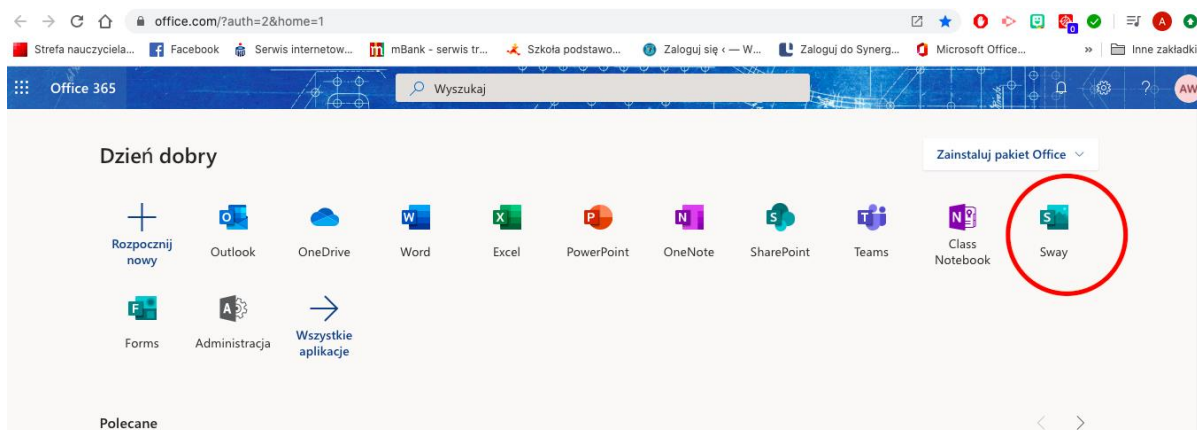 office.com/?auth=2&home=1
Strefa nauczyciela... Facebook Serwis internetow... mBank - serwis tr... Szkoła podstawo... Zaloguj się ‹ — W... Zaloguj do Synerg... Microsoft Office... » Inne zakładki
Office 365 Wyszukaj ? AW
Dzień dobry
Zainstaluj pakiet Office
Rozpocznij nowy
Outlook
OneDrive
Word
Excel
PowerPoint
OneNote
SharePoint
Teams
Class Notebook
Sway
Forms
Administracja
Wszystkie aplikacje
Polecane